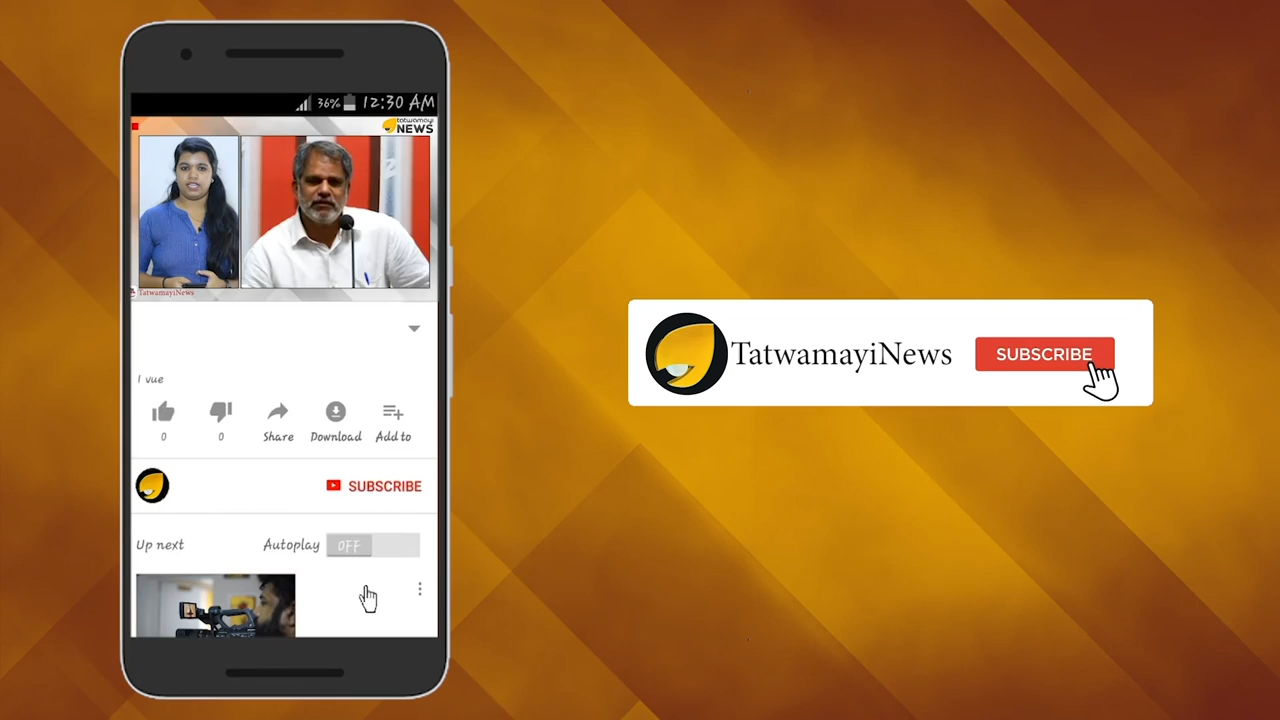 36% 12:30 AM
tatwamayi
NEWS
TatwamayiNews
1 vue
0 0 Share Download Add to
SUBSCRIBE
Up next Autoplay OFF
TatwamayiNews SUBSCRIBE